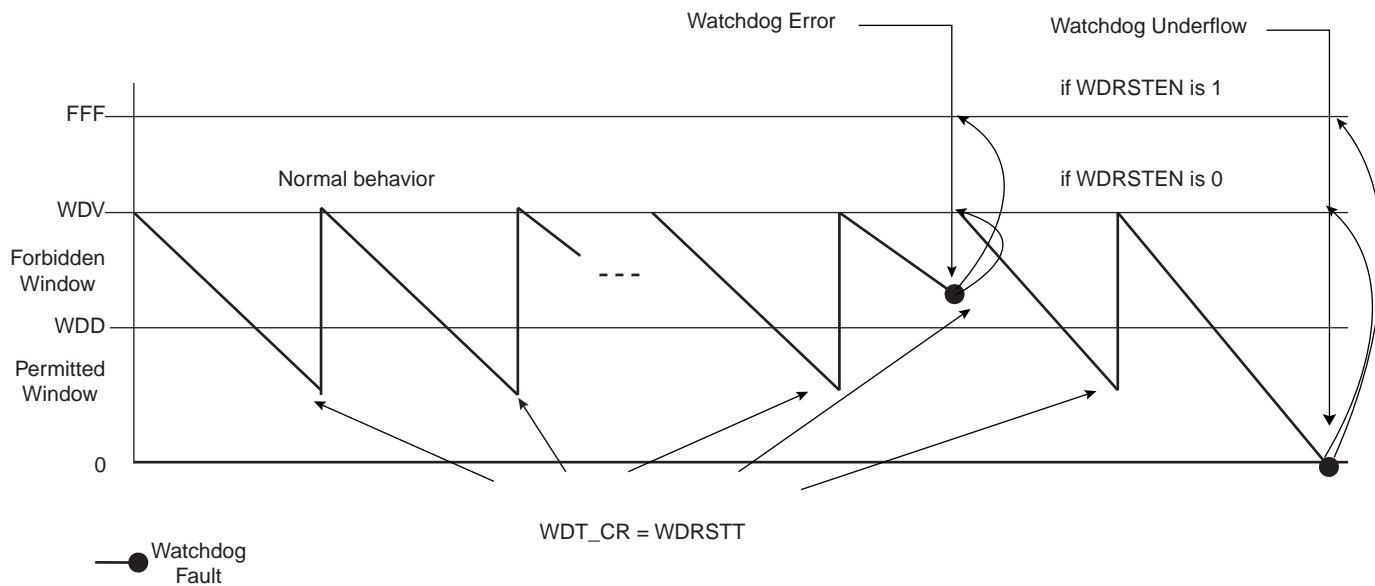 Watchdog Error
Watchdog Underflow
if WDRSTEN is 1
FFF
Normal behavior
if WDRSTEN is 0
WDV
Forbidden
Window
WDD
Permitted
Window
0
WDT_CR = WDRSTT
Watchdog
Fault